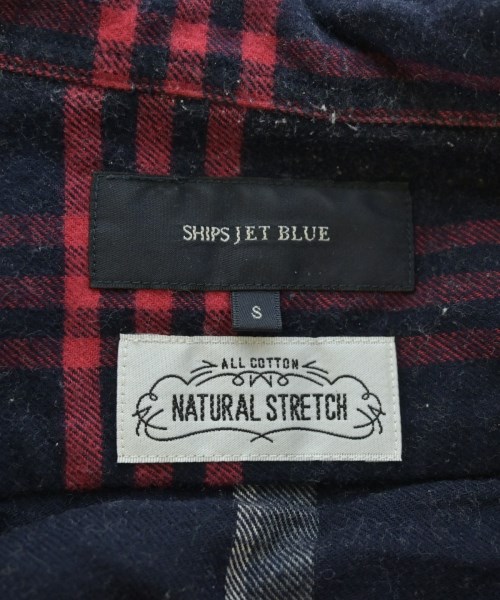 SHIPS JET BLUE
S
ALL COTTON
NATURAL STRETCH